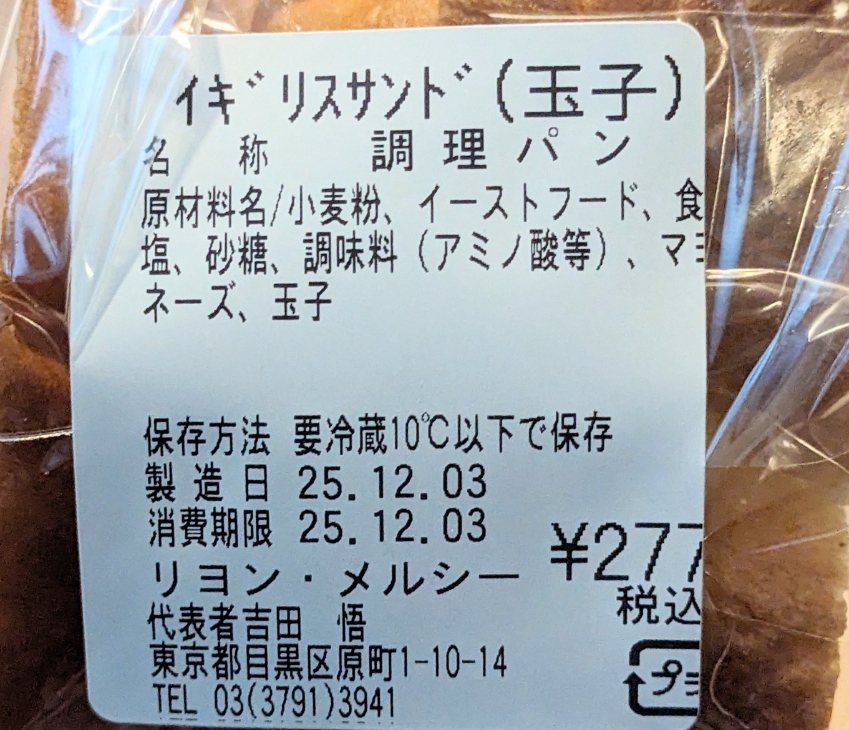 イギリスサンド(玉子)
名 称 調理パン
原材料名/小麦粉、イーストフード、食
塩、砂糖、調味料(アミノ酸等)、マヨ
ネーズ、玉子
保存方法 要冷蔵10℃以下で保存
製造日 25.12.03
消費期限 25.12.03
¥277
税込
リヨン・メルシー
代表者吉田 悟
東京都目黒区原町1-10-14
TEL 03(3791)3941
プラ